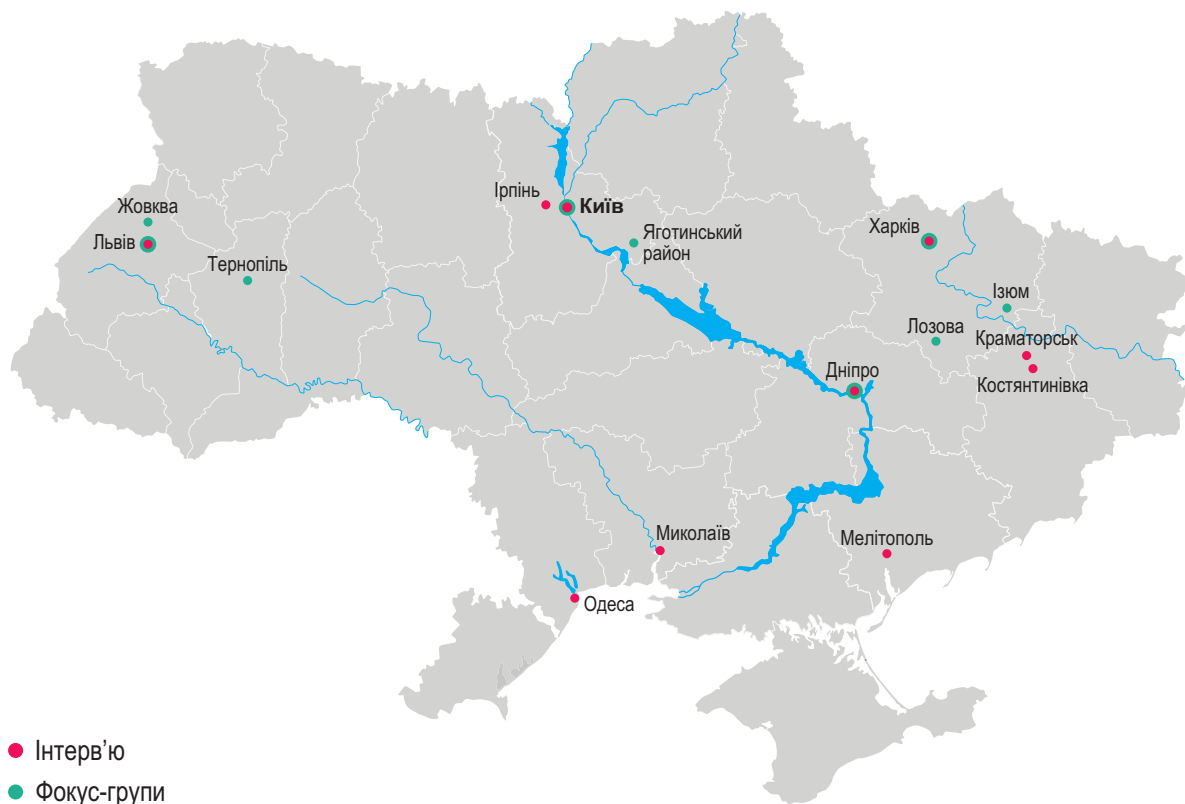 Ірпінь
Київ
Жовква
Львів
Тернопіль
Яготинський
район
Харків
Ізюм
Лозова
Краматорськ
Костянтинівка
Дніпро
Миколаїв
Мелітополь
Одеса
Інтерв’ю
Фокус-групи